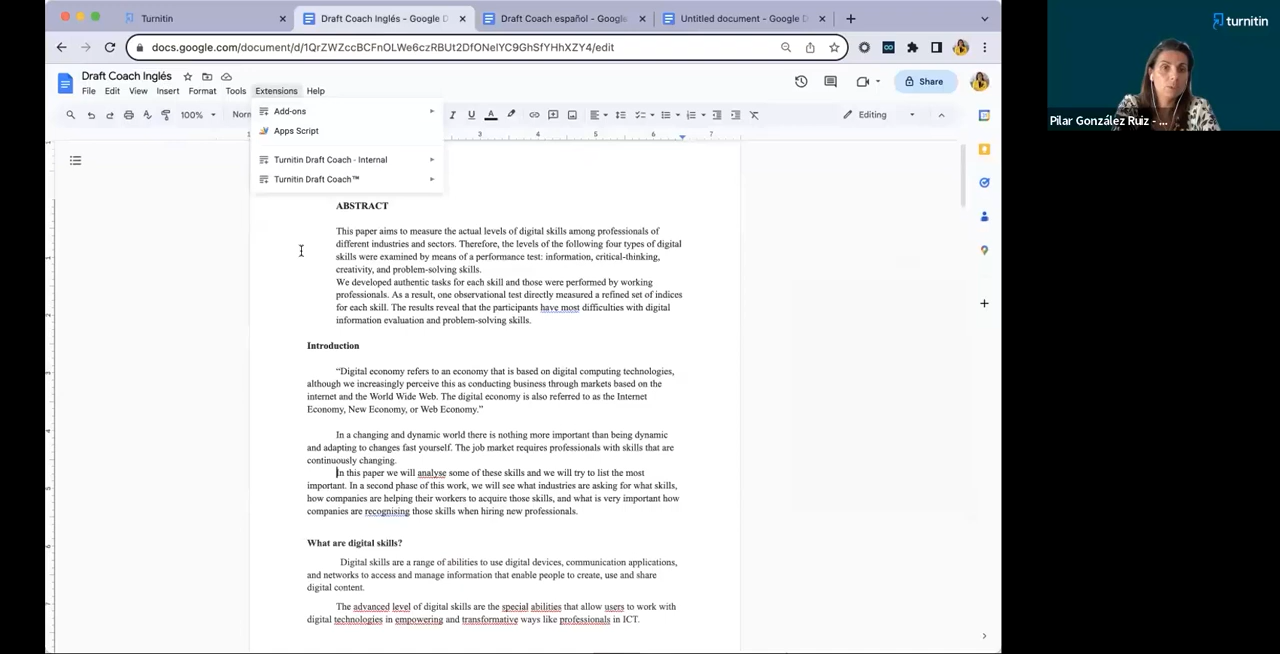 Turnitin
Draft Coach Inglés - Google D
Draft Coach español - Google
Untitled document - Google D
docs.google.com/document/d/1QrZWZccBCFnOLWe6czRBUt2DfONelYC9GhSfYHhXZY4/edit
Draft Coach Inglés
File Edit View Insert Format Tools Extensions Help
Share
100%
Norm
Editing
Add-ons
Apps Script
Turnitin Draft Coach - Internal
Turnitin Draft Coach™
3 4 5 6 7
ABSTRACT
This paper aims to measure the actual levels of digital skills among professionals of
different industries and sectors. Therefore, the levels of the following four types of digital
skills were examined by means of a performance test: information, critical-thinking,
creativity, and problem-solving skills.
We developed authentic tasks for each skill and those were performed by working
professionals. As a result, one observational test directly measured a refined set of indices
for each skill. The results reveal that the participants have most difficulties with digital
information evaluation and problem-solving skills.
Introduction
“Digital economy refers to an economy that is based on digital computing technologies,
although we increasingly perceive this as conducting business through markets based on the
internet and the World Wide Web. The digital economy is also referred to as the Internet
Economy, New Economy, or Web Economy.”
In a changing and dynamic world there is nothing more important than being dynamic
and adapting to changes fast yourself. The job market requires professionals with skills that are
continuously changing.
In this paper we will analyse some of these skills and we will try to list the most
important. In a second phase of this work, we will see what industries are asking for what skills,
how companies are helping their workers to acquire those skills, and what is very important how
companies are recognising those skills when hiring new professionals.
What are digital skills?
Digital skills are a range of abilities to use digital devices, communication applications,
and networks to access and manage information that enable people to create, use and share
digital content.
The advanced level of digital skills are the special abilities that allow users to work with
digital technologies in empowering and transformative ways like professionals in ICT.
turnitin
Pilar González Ruiz - ...